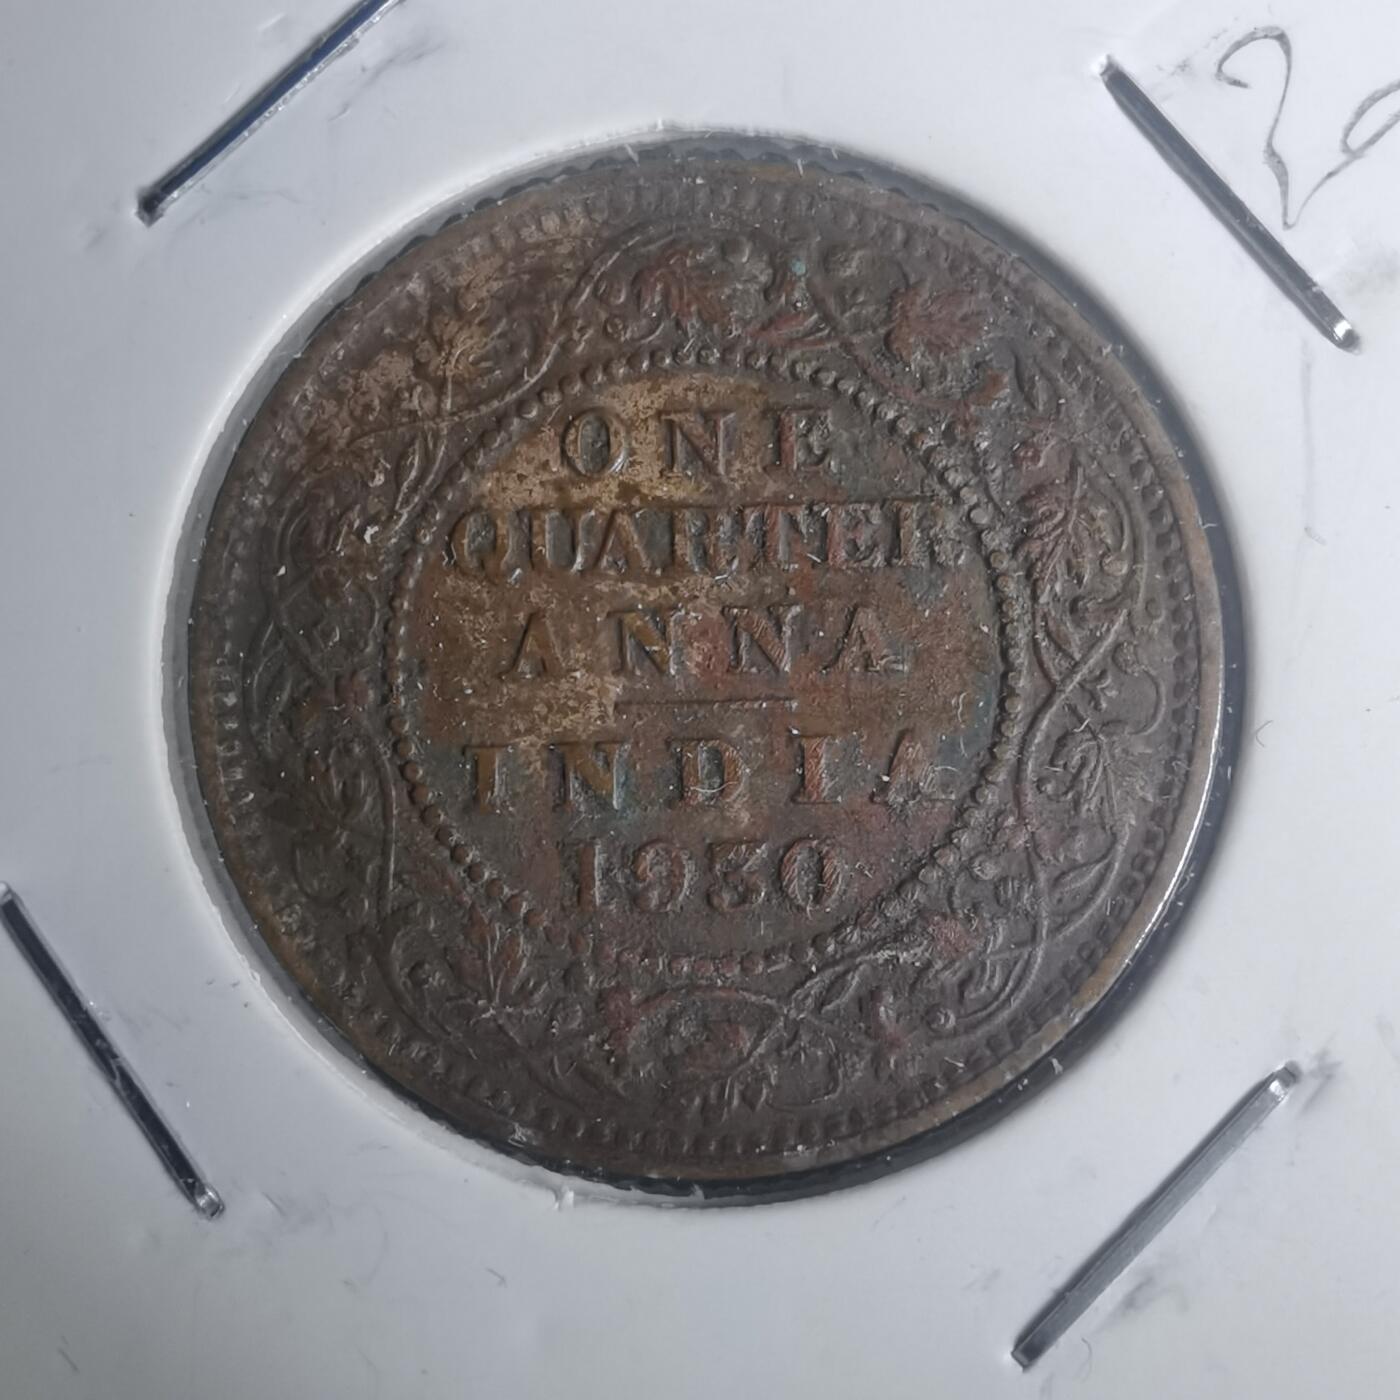 ONE
QUARTER
ANNA
INDIA
1930